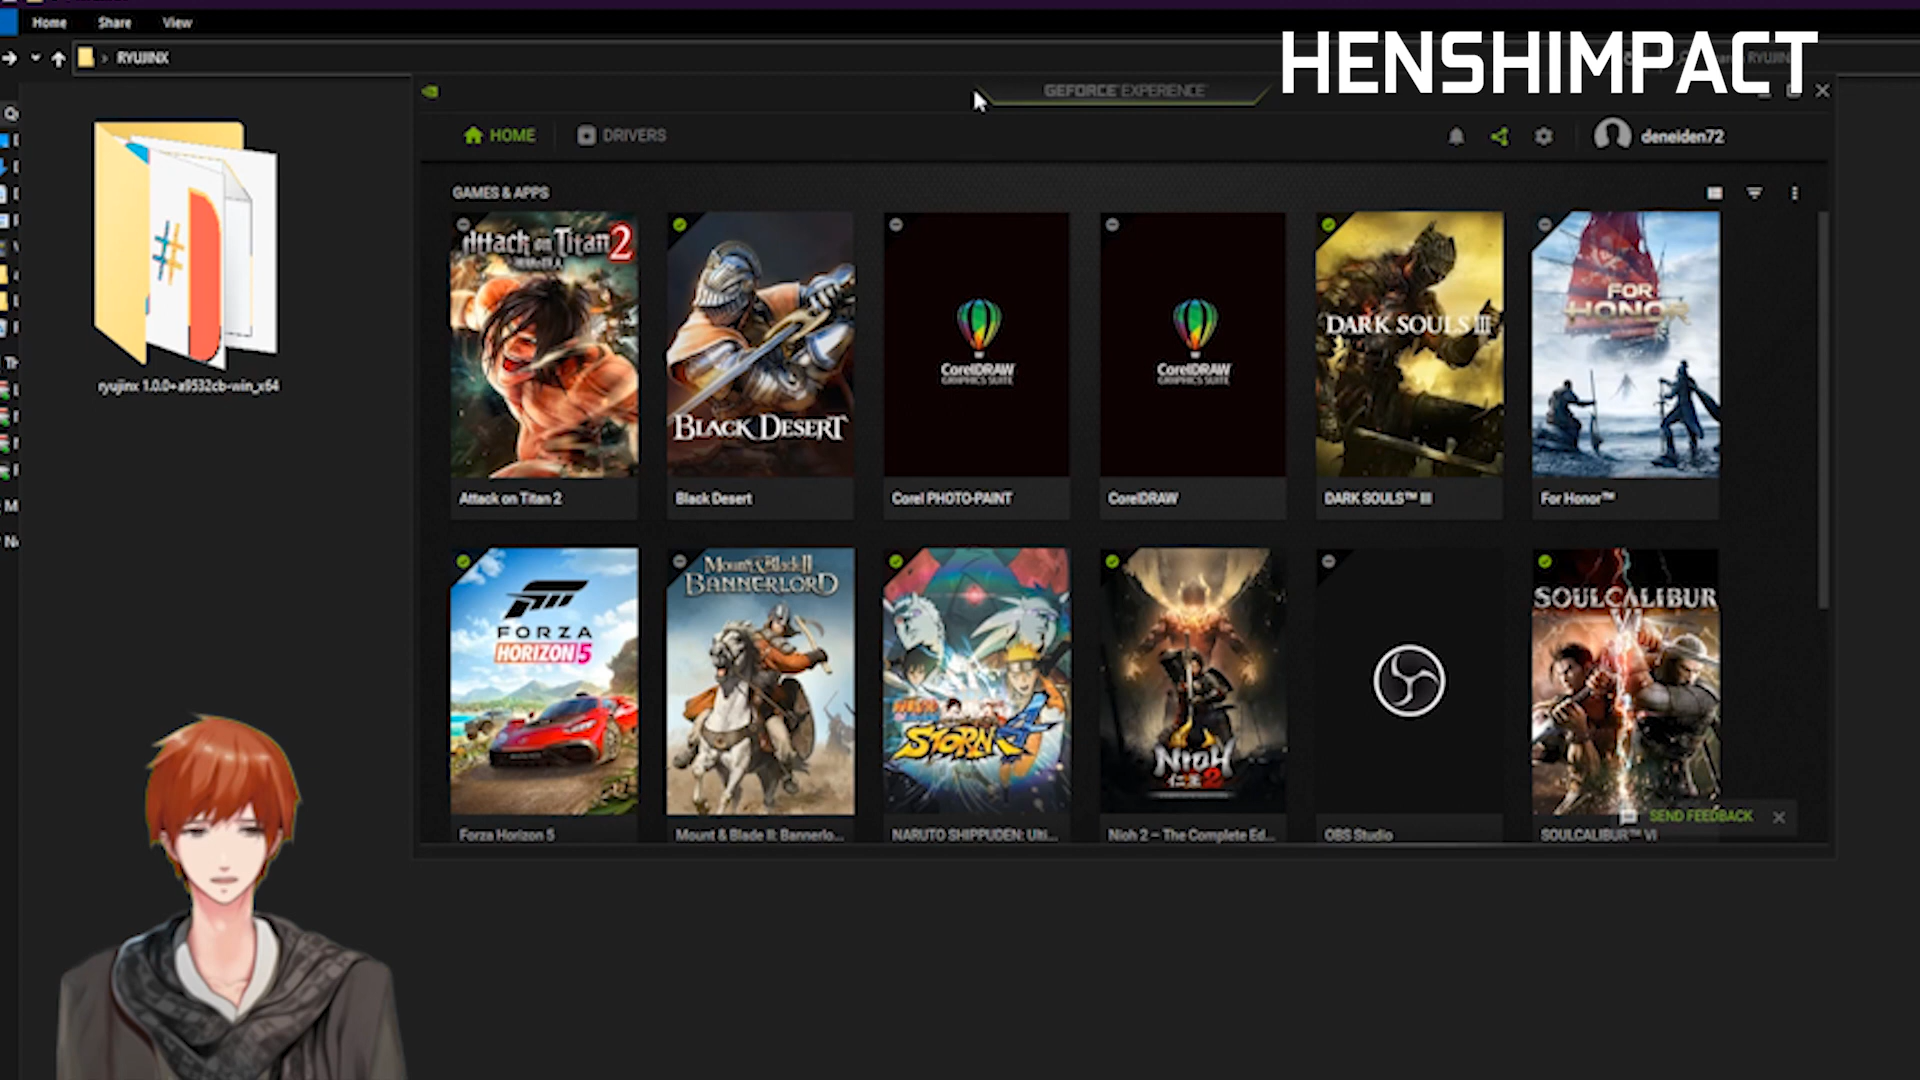 Home Share View
HENSHIMPACT
RYUJINX
GEFORCE EXPERIENCE
HOME DRIVERS deneiden72
GAMES & APPS
Attack on Titan 2
BLACK DESERT
CorelDRAW
GRAPHICS SUITE
CorelDRAW
GRAPHICS SUITE
DARK SOULS III
FOR
HONOR
ryujinx 1.0.0+a9532cb-win_x64
Attack on Titan 2 Black Desert Corel PHOTO-PAINT CorelDRAW DARK SOULS™ III For Honor™
FORZA
HORIZON 5
Mount & Blade II
BANNERLORD
STORM 4
NIOH
仁王2
SOULCALIBUR
SEND FEEDBACK
Forza Horizon 5 Mount & Blade II: Bannerlo... NARUTO SHIPPUDEN: Ulti... Nioh 2 – The Complete Ed... OBS Studio SOULCALIBUR™ VI